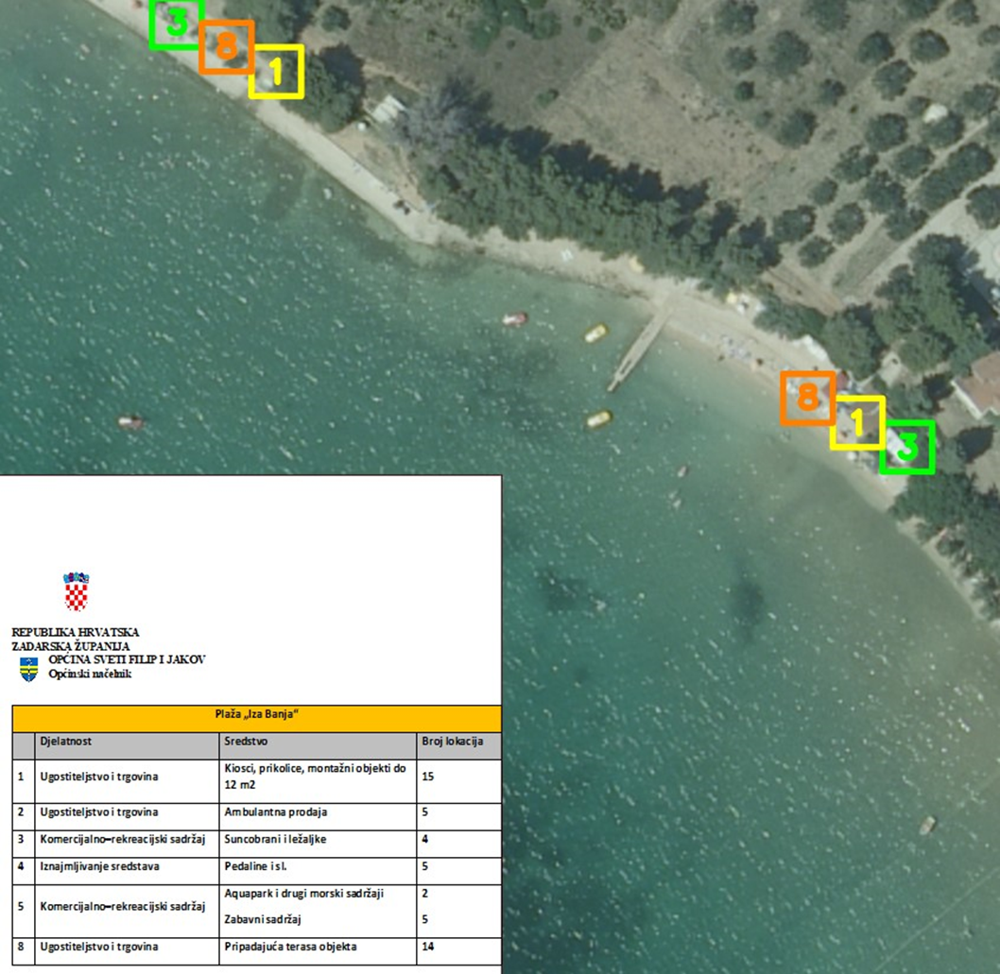 3
8
1
8
1
3
REPUBLIKA HRVATSKA
ZADARSKA ŽUPANIJA
OPĆINA SVETI FILIP I JAKOV
Općinski načelnik
Plaža „Iza Banja“
Djelatnost Sredstvo Broj lokacija
1 Ugostiteljstvo i trgovina Kiosci, prikolice, montažni objekti do
12 m2 15
2 Ugostiteljstvo i trgovina Ambulantna prodaja 5
3 Komercijalno–rekreacijski sadržaj Suncobrani i ležaljke 4
4 Iznajmljivanje sredstava Pedaline i sl. 5
5 Komercijalno–rekreacijski sadržaj Aquapark i drugi morski sadržaji 2
Zabavni sadržaj 5
8 Ugostiteljstvo i trgovina Pripadajuća terasa objekta 14